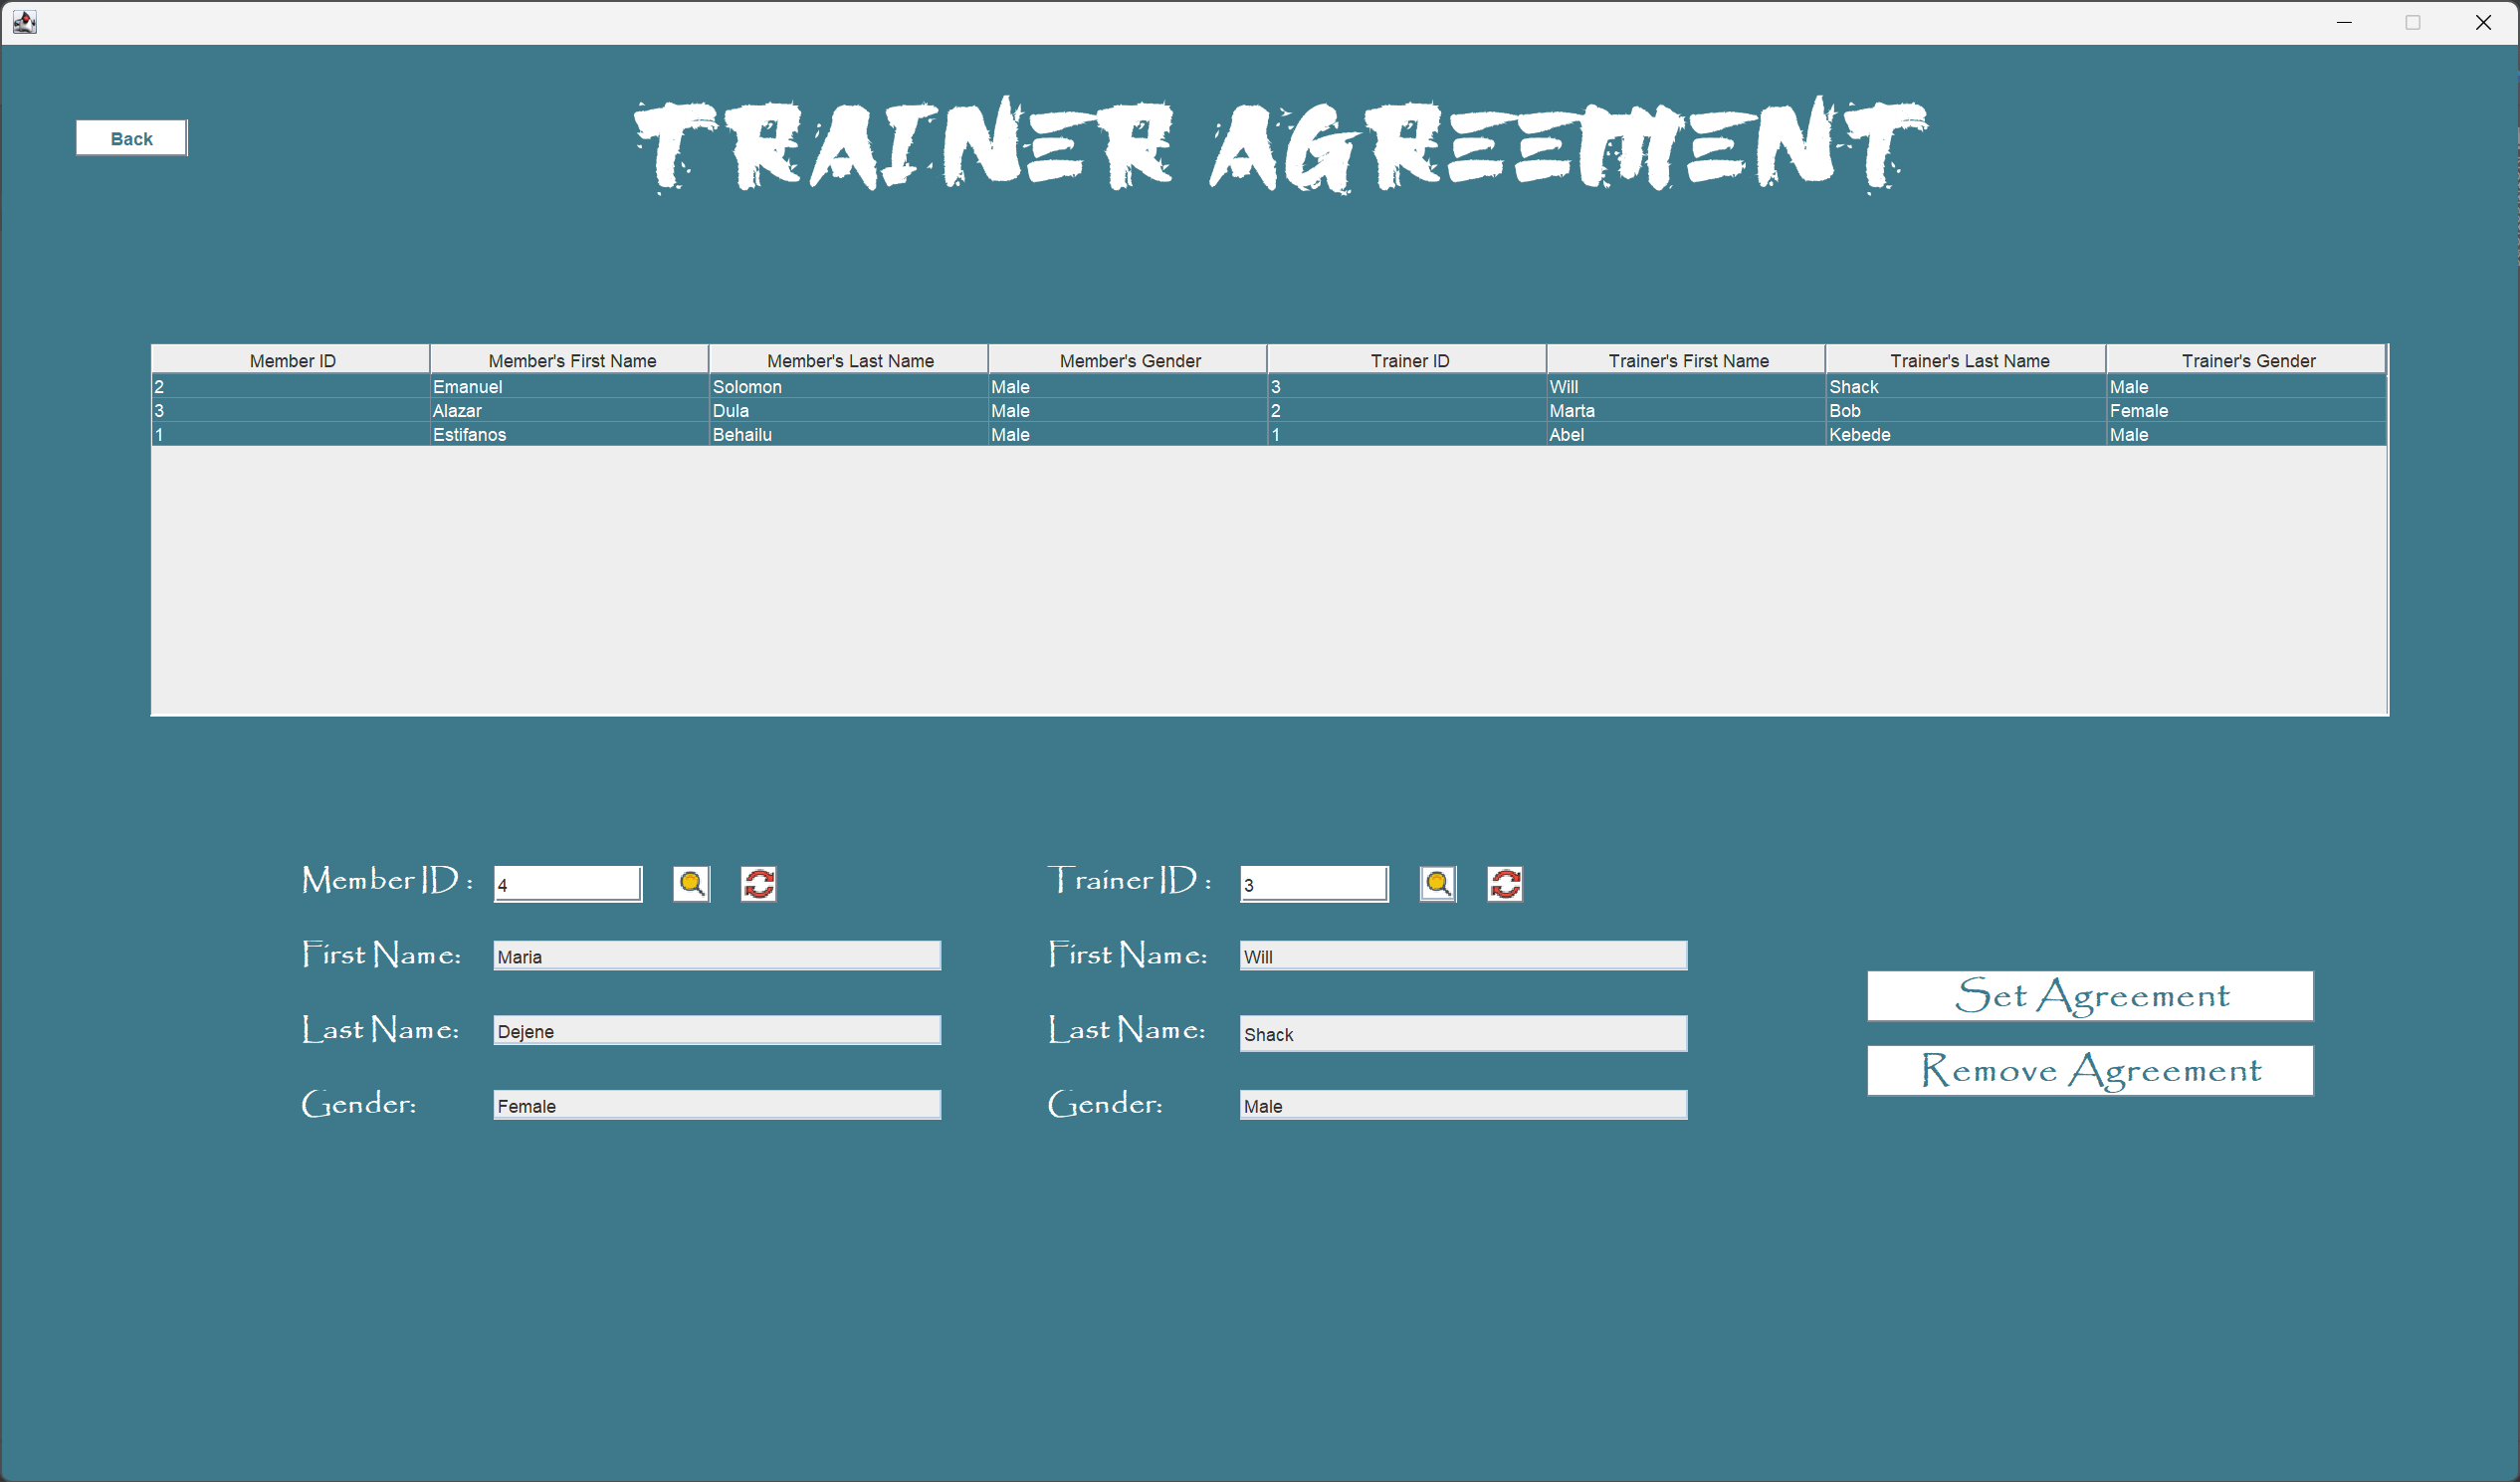 Back
TRAINER AGREEMENT
Member ID Member's First Name Member's Last Name Member's Gender Trainer ID Trainer's First Name Trainer's Last Name Trainer's Gender
2 Emanuel Solomon Male 3 Will Shack Male
3 Alazar Dula Male 2 Marta Bob Female
1 Estifanos Behailu Male 1 Abel Kebede Male
Member ID : 4 Trainer ID : 3
First Name: Maria First Name: Will
Last Name: Dejene Last Name: Shack
Gender: Female Gender: Male
Set Agreement
Remove Agreement